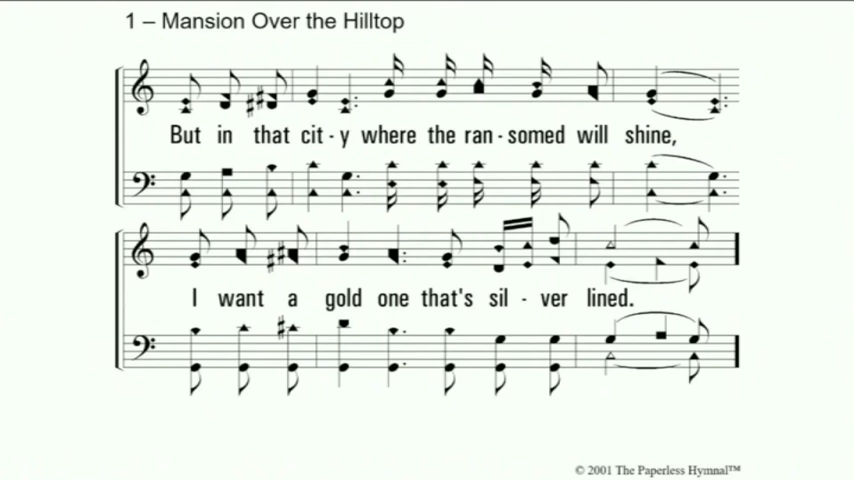 1 – Mansion Over the Hilltop
But in that cit - y where the ran - somed will shine,
I want a gold one that's sil - ver lined.
© 2001 The Paperless Hymnal™